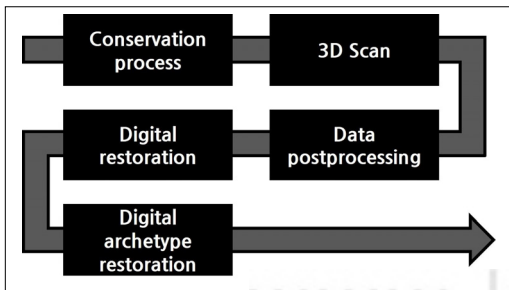 Conservation
process
3D Scan
Digital
restoration
Data
postprocessing
Digital
archetype
restoration